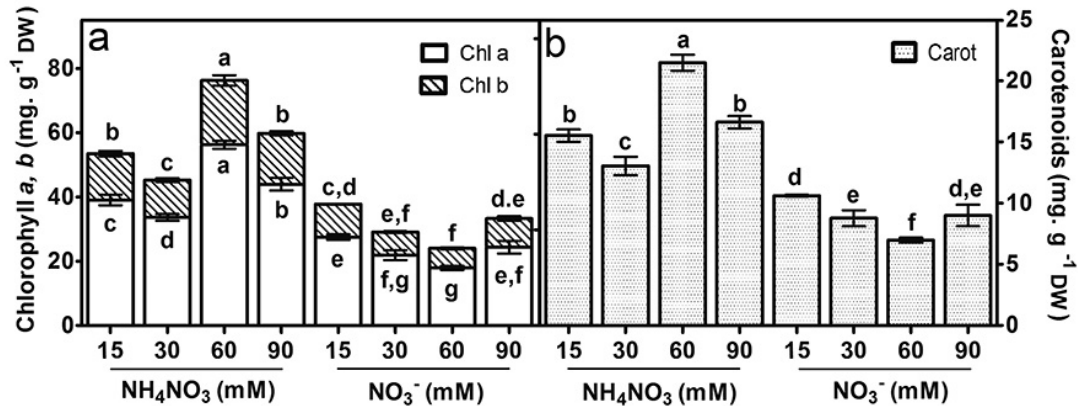 a
b
Chl a
Chl b
Carot
Chlorophyll a, b (mg. g⁻¹ DW)
80
60
40
20
0
b
c
a
b
c,d
e,f
f
d.e
c
d
a
b
e
f,g
g
e,f
b
c
a
b
d
e
f
d,e
25
20
15
10
5
0
Carotenoids (mg. g⁻¹ DW)
15 30 60 90 15 30 60 90 15 30 60 90 15 30 60 90
NH₄NO₃ (mM) NO₃⁻ (mM) NH₄NO₃ (mM) NO₃⁻ (mM)